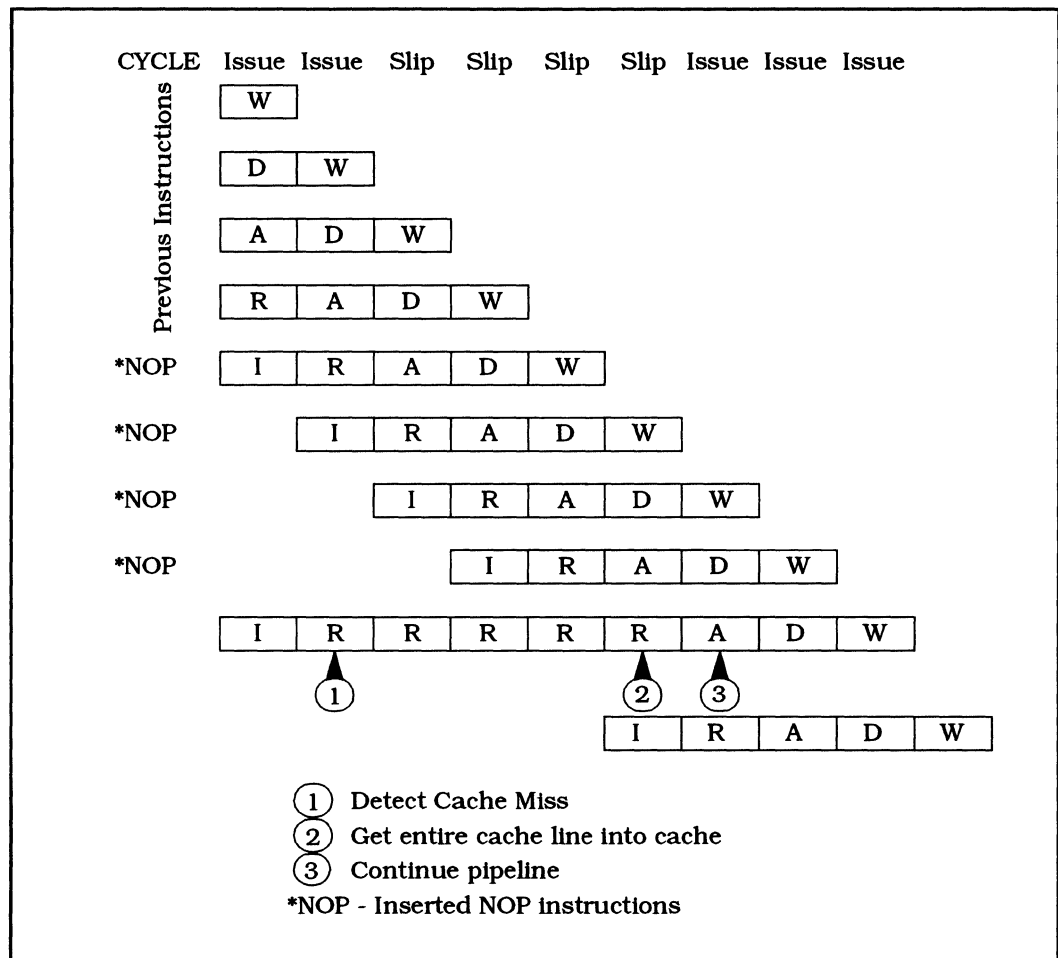 CYCLE Issue Issue Slip Slip Slip Slip Issue Issue Issue
Previous Instructions
W
D W
A D W
R A D W
*NOP I R A D W
*NOP I R A D W
*NOP I R A D W
*NOP I R A D W
I R R R R R A D W
1 2 3
I R A D W
1 Detect Cache Miss
2 Get entire cache line into cache
3 Continue pipeline
*NOP - Inserted NOP instructions